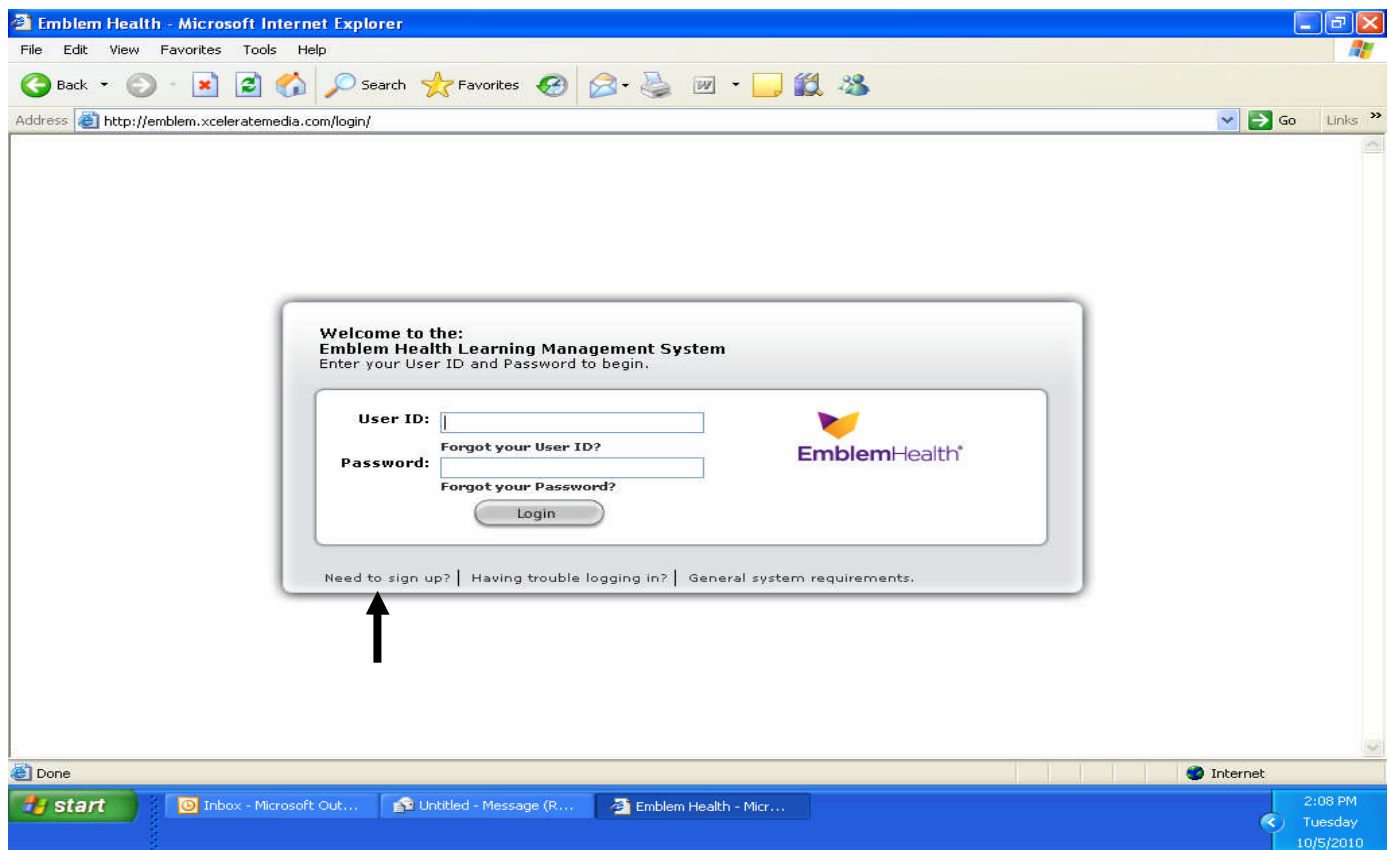 Emblem Health - Microsoft Internet Explorer
File Edit View Favorites Tools Help
Back Search Favorites W
Address http://emblem.xceleratemedia.com/login/ Go Links »
Welcome to the:
Emblem Health Learning Management System
Enter your User ID and Password to begin.
User ID:
Forgot your User ID?
EmblemHealth®
Password:
Forgot your Password?
Login
Need to sign up? | Having trouble logging in? | General system requirements.
Done Internet
start Inbox - Microsoft Out... Untitled - Message (R... Emblem Health - Micr... 2:08 PM
Tuesday
10/5/2010